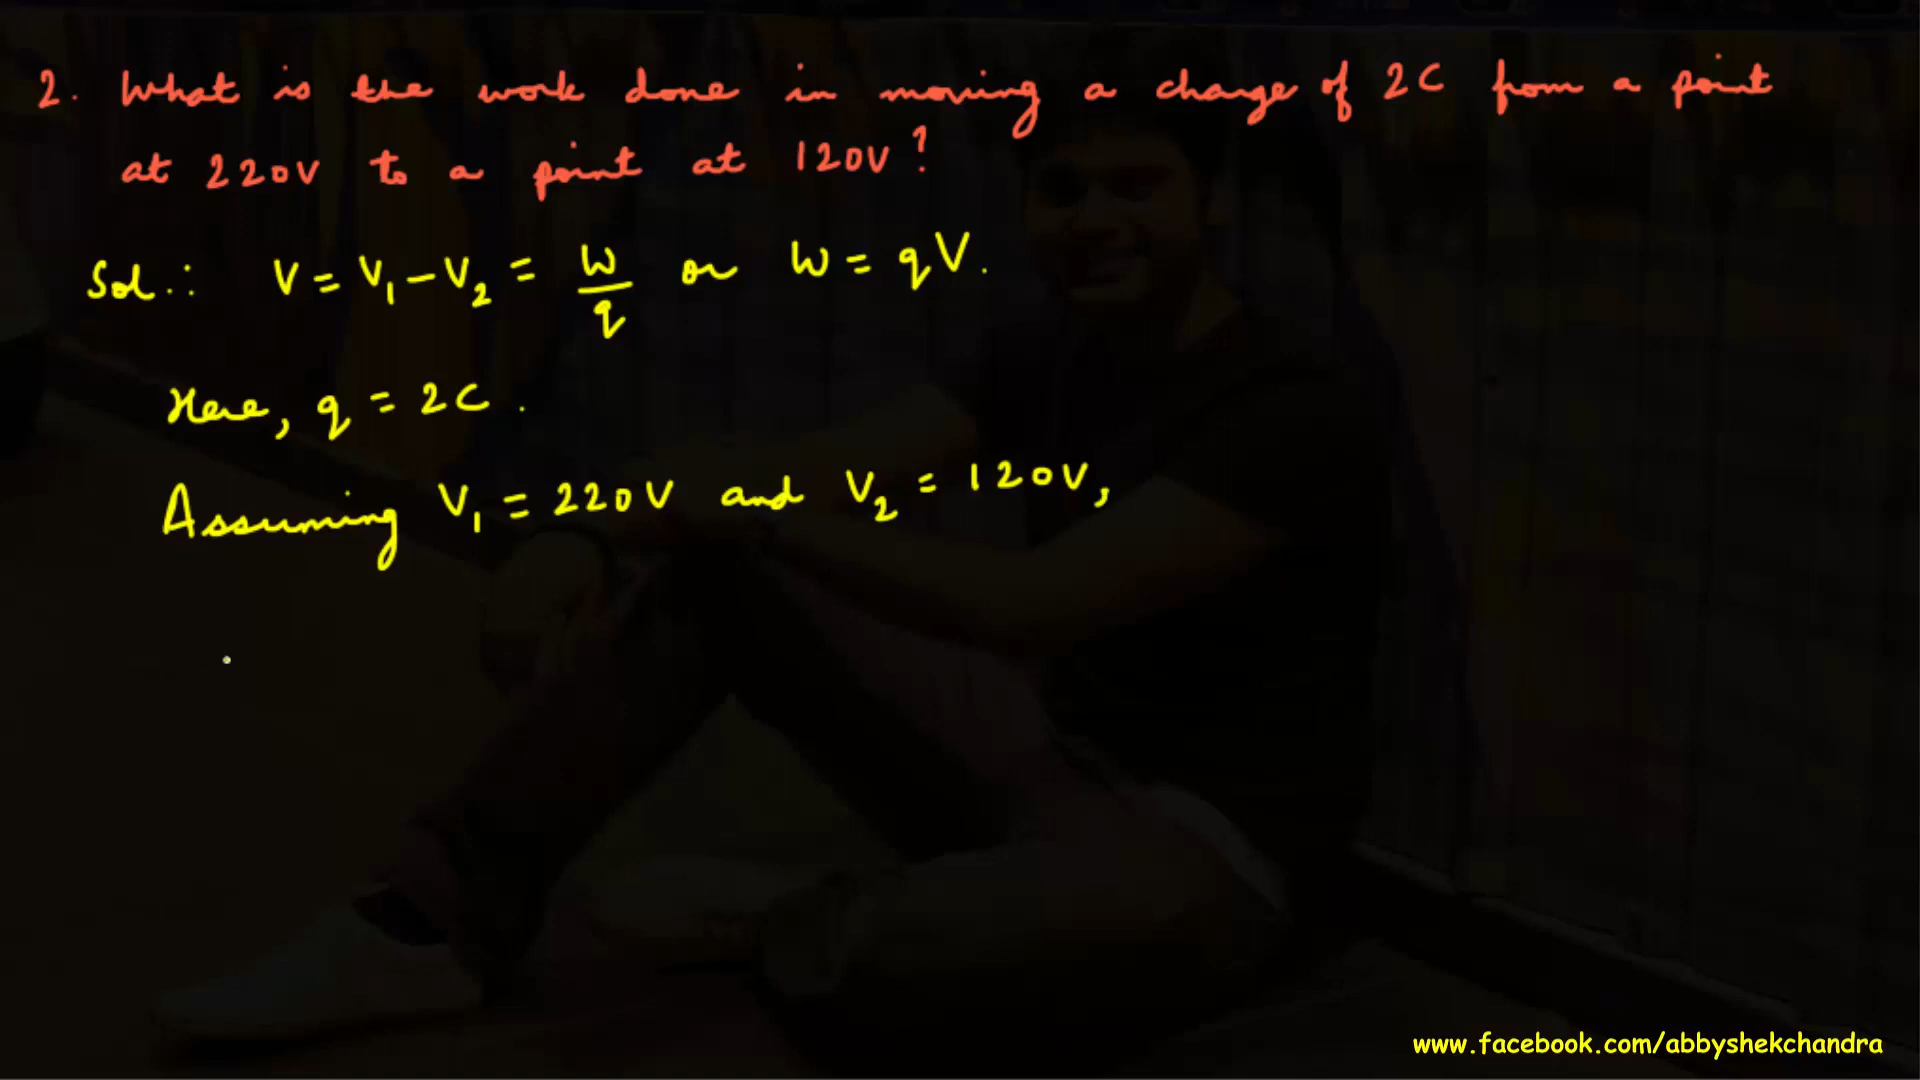 2. What is the work done in moving a charge of 2C from a point
at 220V to a point at 120V?
Sol.: V = V₁ - V₂ = W/q or W = qV.
Here, q = 2C.
Assuming V₁ = 220V and V₂ = 120V,
www.facebook.com/abbyshekchandra